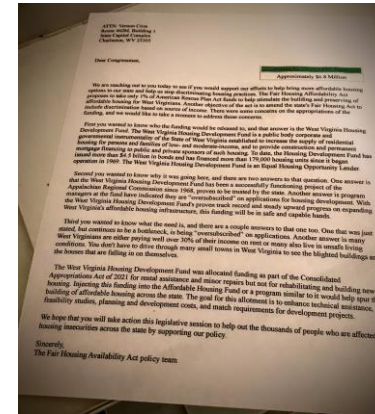 ATTN: Vernon Criss
Room 462M, Building 1
State Capitol Complex
Charleston, WV 25305
Dear Congressman,
Approximately $6.8 Million
We are reaching out to you today to see if you would support our efforts to help bring more affordable housing
options to our state and help us stop discriminating housing practices. The Fair Housing Affordability Act
proposes to take only 7% of American Rescue Plan Act funds to help stimulate the building and preserving of
affordable housing for West Virginians. Another objective of the act is to amend the state's Fair Housing Act to
include discrimination based on source of income. There were some concerns on the appropriations of the
funding, and we would like to take a moment to address those concerns.
First you wanted to know where the funding would be released to, and that answer is the West Virginia Housing
Development Fund. The West Virginia Housing Development Fund is a public body corporate and
governmental instrumentality of the State of West Virginia established to increase the supply of residential
housing for persons and families of low- and moderate-income, and to provide construction and permanent
mortgage financing to public and private sponsors of such housing. To date, the Housing Development Fund has
issued more than $4.5 billion in bonds and has financed more than 179,000 housing units since it began
operation in 1969. The West Virginia Housing Development Fund is an Equal Housing Opportunity Lender.
Second you wanted to know why it was going here, and there are two answers to that question. One answer is
that the West Virginia Housing Development Fund has been a successfully functioning project of the
Appalachian Regional Commission since 1968, proven to be trusted by the state. Another answer is program
managers at the fund have indicated they are "oversubscribed" on applications for housing development. With
the West Virginia Housing Development Fund's proven track record and steady upward progress on expanding
West Virginia's affordable housing infrastructure, this funding will be in safe and capable hands.
Third you wanted to know what the need is, and there are a couple answers to that one too. One that was just
stated, but continues to be a bottleneck, is being "oversubscribed" on applications. Another answer is many
West Virginians are either paying well over 30% of their income on rent or many also live in unsafe living
conditions. You don't have to drive through many small towns in West Virginia to see the blighted buildings and
the houses that are falling in on themselves.
The West Virginia Housing Development Fund was allocated funding as part of the Consolidated
Appropriations Act of 2021 for rental assistance and minor repairs but not for rehabilitating and building new
housing. Injecting this funding into the Affordable Housing Fund or a program similar to it would help spur the
building of affordable housing across the state. The goal for this allotment is to enhance technical assistance,
feasibility studies, planning and development costs, and match requirements for development projects.
We hope that you will take action this legislative session to help out the thousands of people who are affected
housing insecurities across the state by supporting our policy.
Sincerely,
The Fair Housing Availability Act policy team